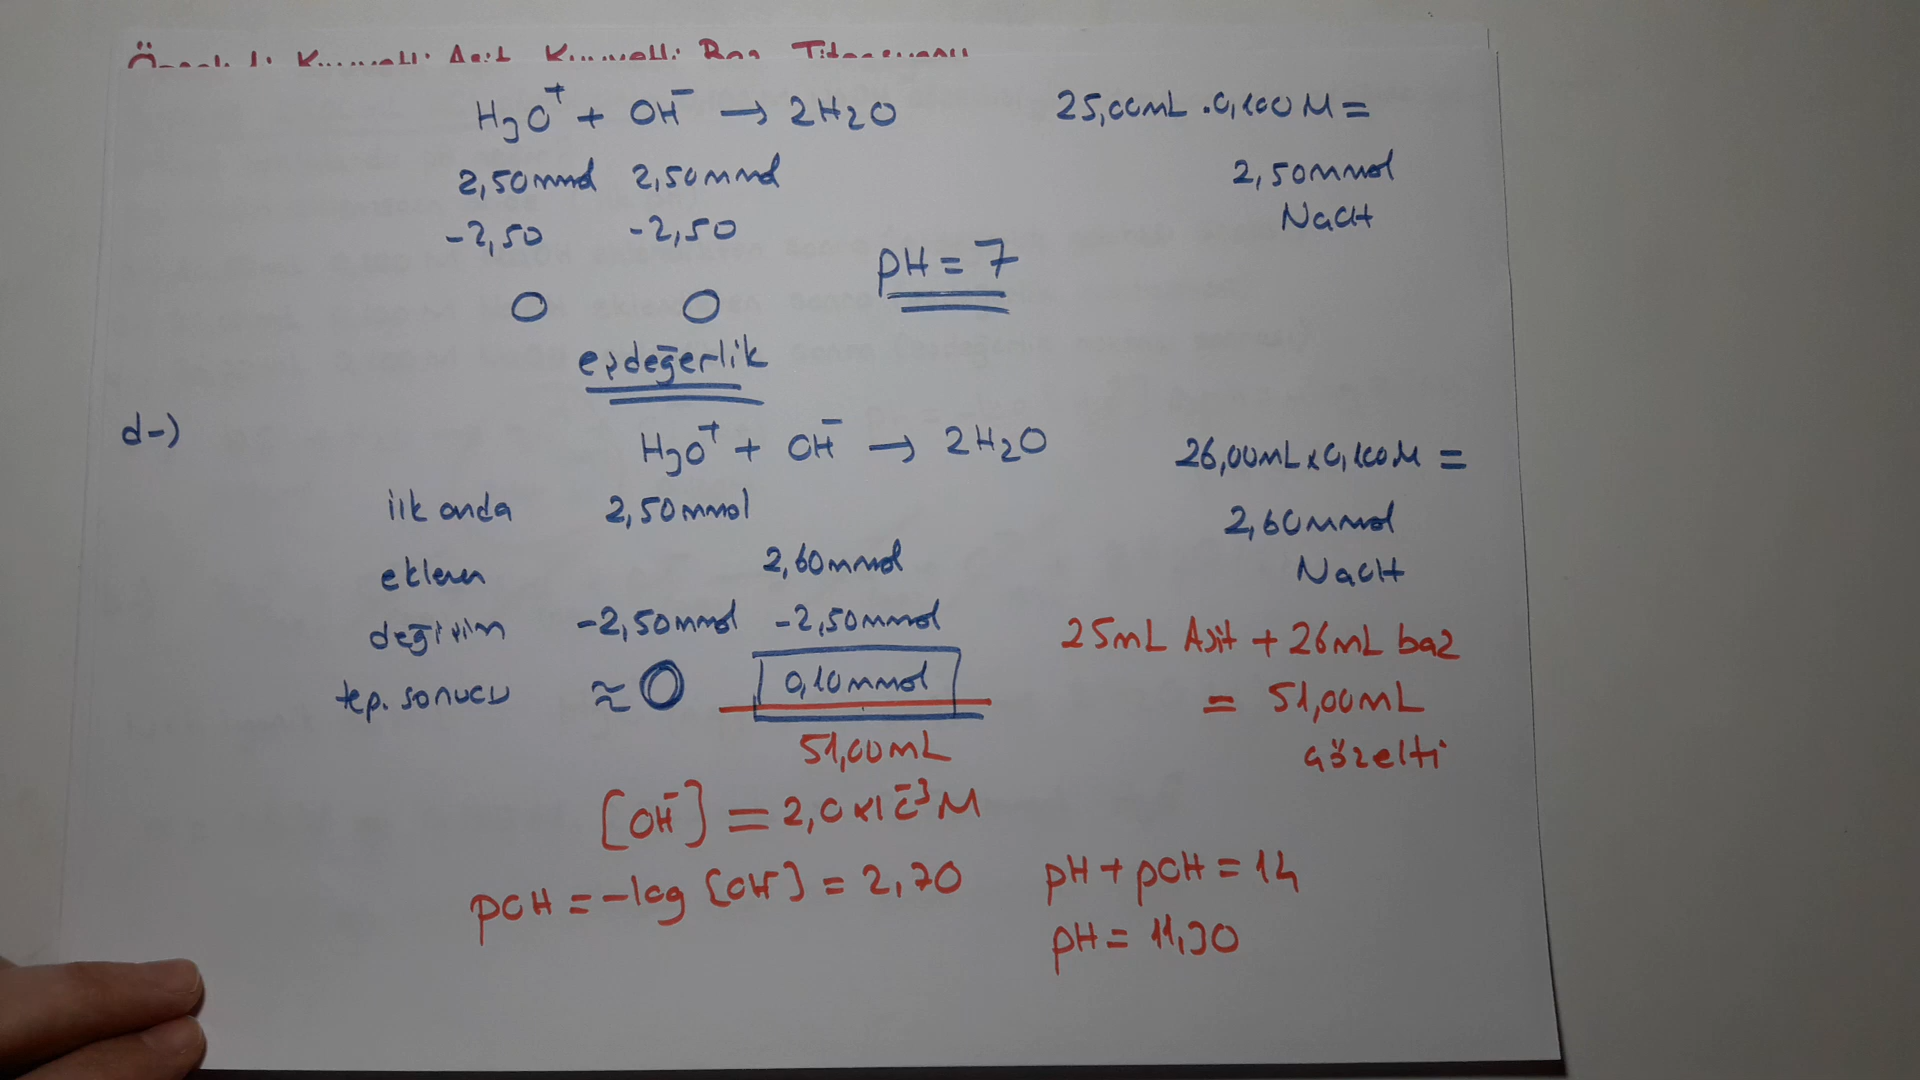 H₃O⁺ + OH⁻ → 2H₂O
25,00mL · 0,100M =
2,50mmol 2,50mmol
2,50mmol
NaOH
-2,50 -2,50
pH = 7
0 0
eşdeğerlik
d-)
H₃O⁺ + OH⁻ → 2H₂O
26,00mL x 0,100M =
ilk anda 2,50mmol
2,60mmol
NaOH
eklenen 2,60mmol
değişim -2,50mmol -2,50mmol
25mL Asit + 26mL baz
tep. sonucu ≈ 0 0,10mmol
= 51,00mL
51,00mL
çözelti
[OH⁻] = 2,0x10⁻³M
pOH = -log [OH⁻] = 2,70
pH + pOH = 14
pH = 11,30